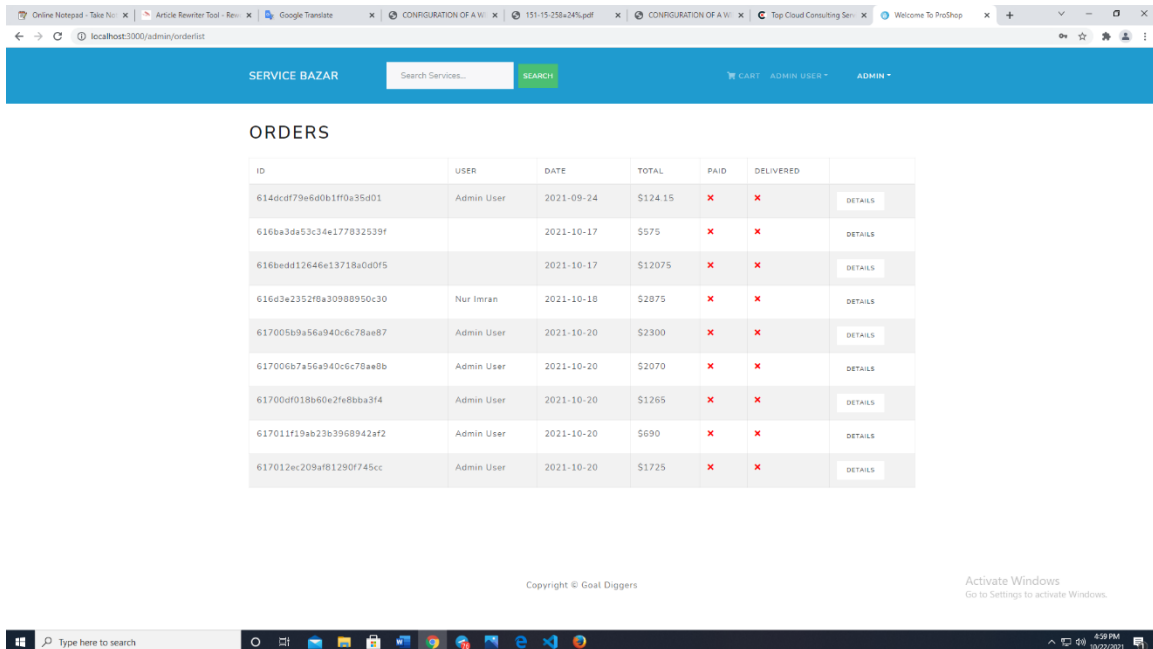 Online Notepad - Take No Article Rewriter Tool - Rew Google Translate CONFIGURATION OF A W 151-15-258=24%.pdf CONFIGURATION OF A W Top Cloud Consulting Serv Welcome To ProShop
localhost:3000/admin/orderlist
SERVICE BAZAR Search Services... SEARCH CART ADMIN USER ADMIN
ORDERS
ID USER DATE TOTAL PAID DELIVERED
614dcdf79e6d0b1ff0a35d01 Admin User 2021-09-24 $124.15 DETAILS
616ba3da53c34e177832539f 2021-10-17 $575 DETAILS
616bedd12646e13718a0d0f5 2021-10-17 $12075 DETAILS
616d3e2352f8a30988950c30 Nur Imran 2021-10-18 $2875 DETAILS
617005b9a56a940c6c78ae87 Admin User 2021-10-20 $2300 DETAILS
617006b7a56a940c6c78ae8b Admin User 2021-10-20 $2070 DETAILS
61700df018b60e2fe8bba3f4 Admin User 2021-10-20 $1265 DETAILS
617011f19ab23b3968942af2 Admin User 2021-10-20 $690 DETAILS
617012ec209af81290f745cc Admin User 2021-10-20 $1725 DETAILS
Copyright © Goal Diggers
Activate Windows
Go to Settings to activate Windows.
Type here to search 4:59 PM
10/22/2021